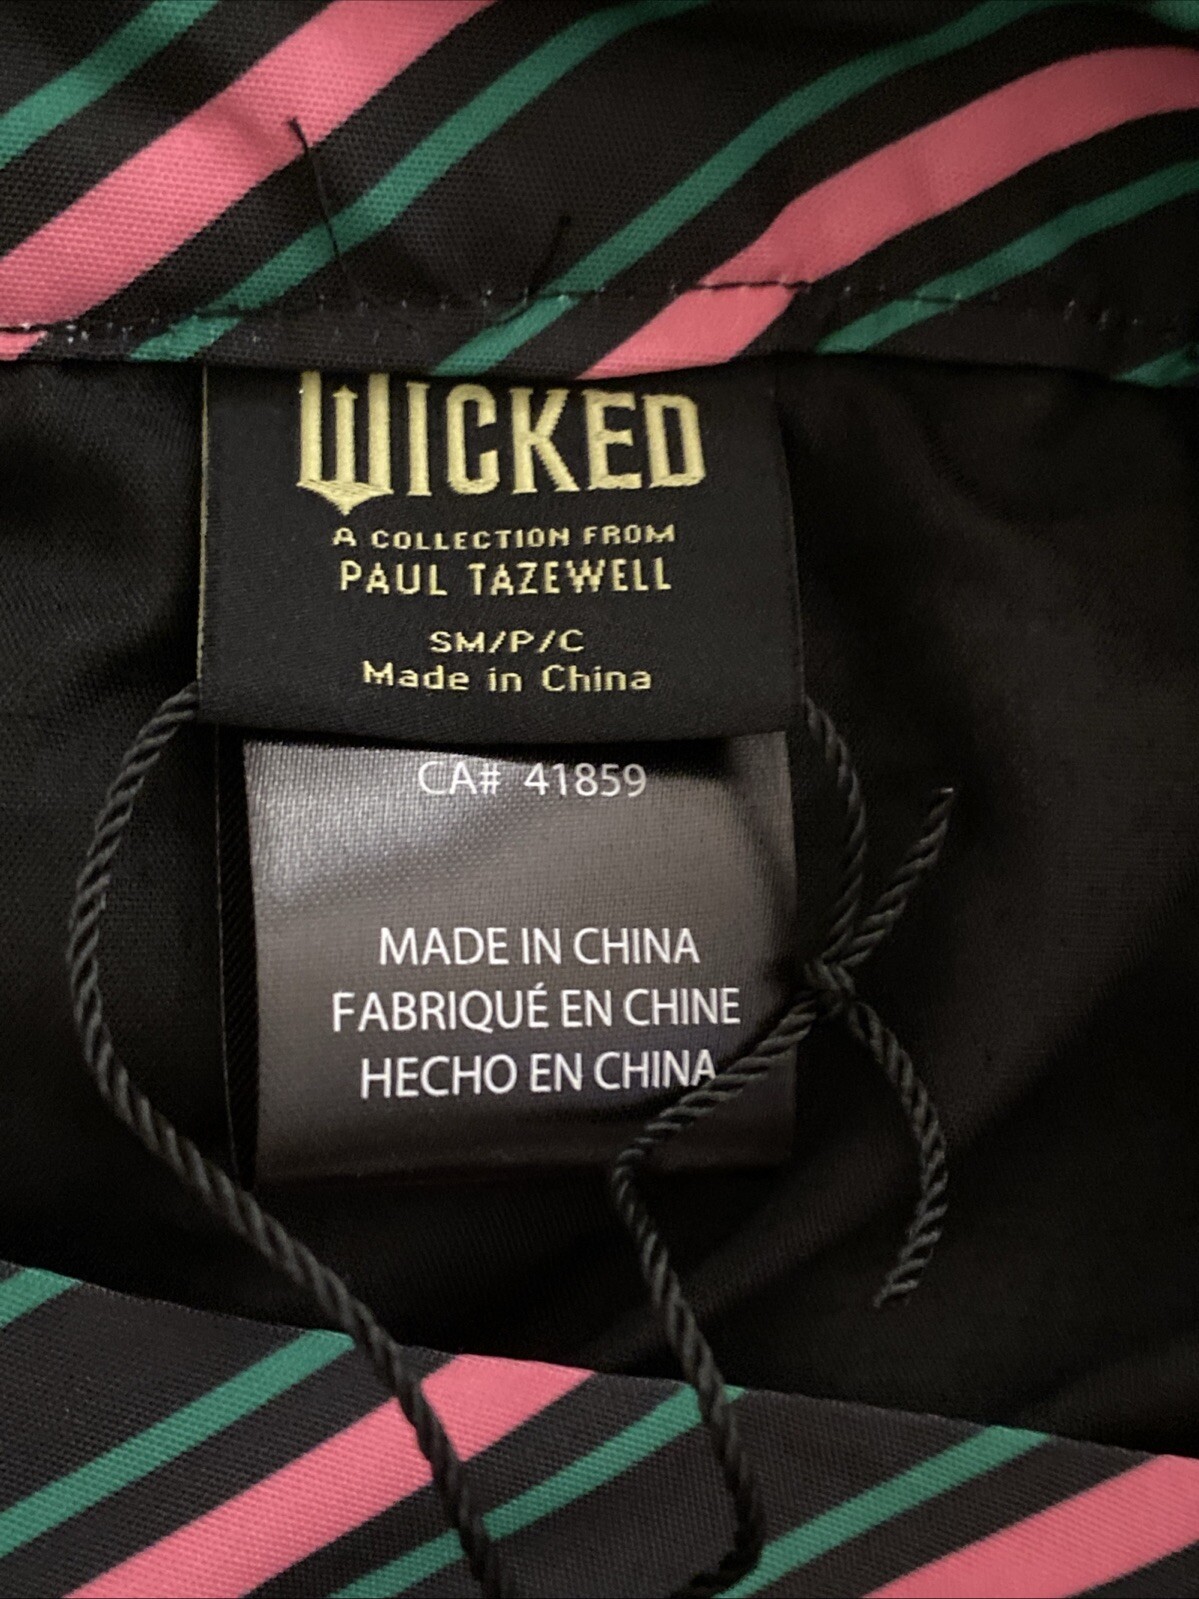 WICKED
A COLLECTION FROM
PAUL TAZEWELL
SM/P/C
Made in China
CA# 41859
MADE IN CHINA
FABRIQUÉ EN CHINE
HECHO EN CHINA